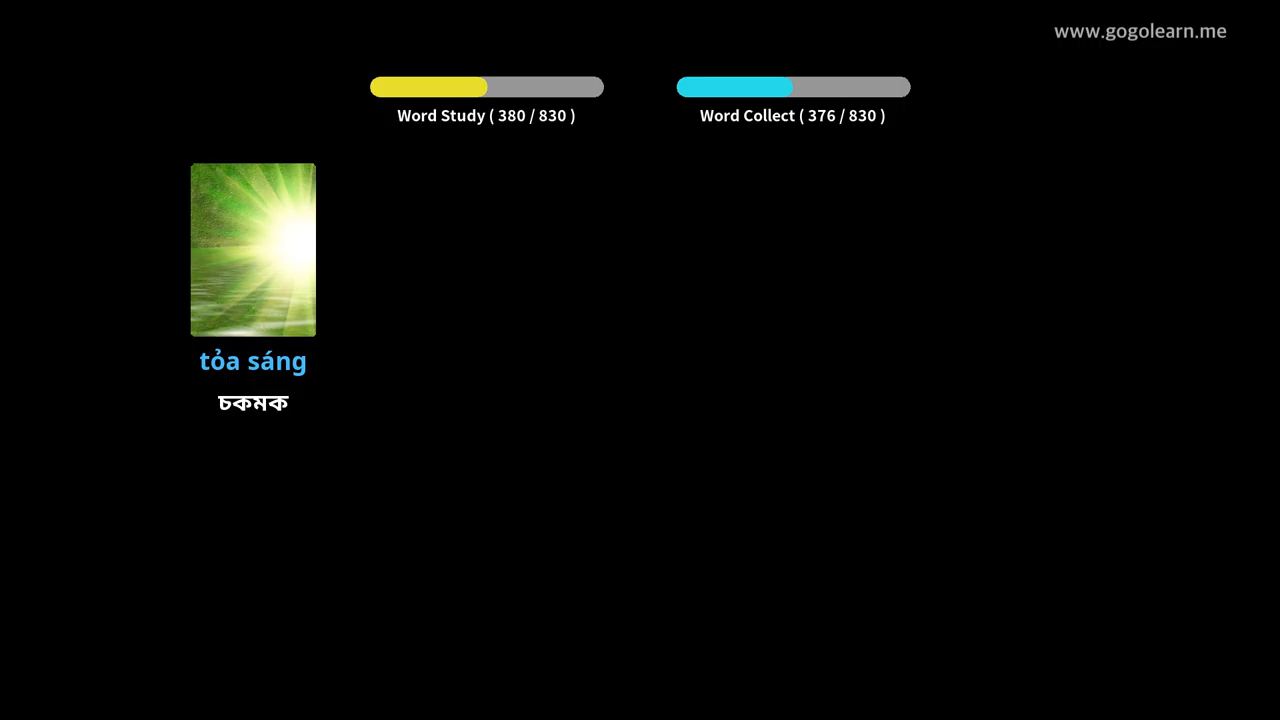 www.gogolearn.me
Word Study ( 380 / 830 )
Word Collect ( 376 / 830 )
tỏa sáng
চকমক